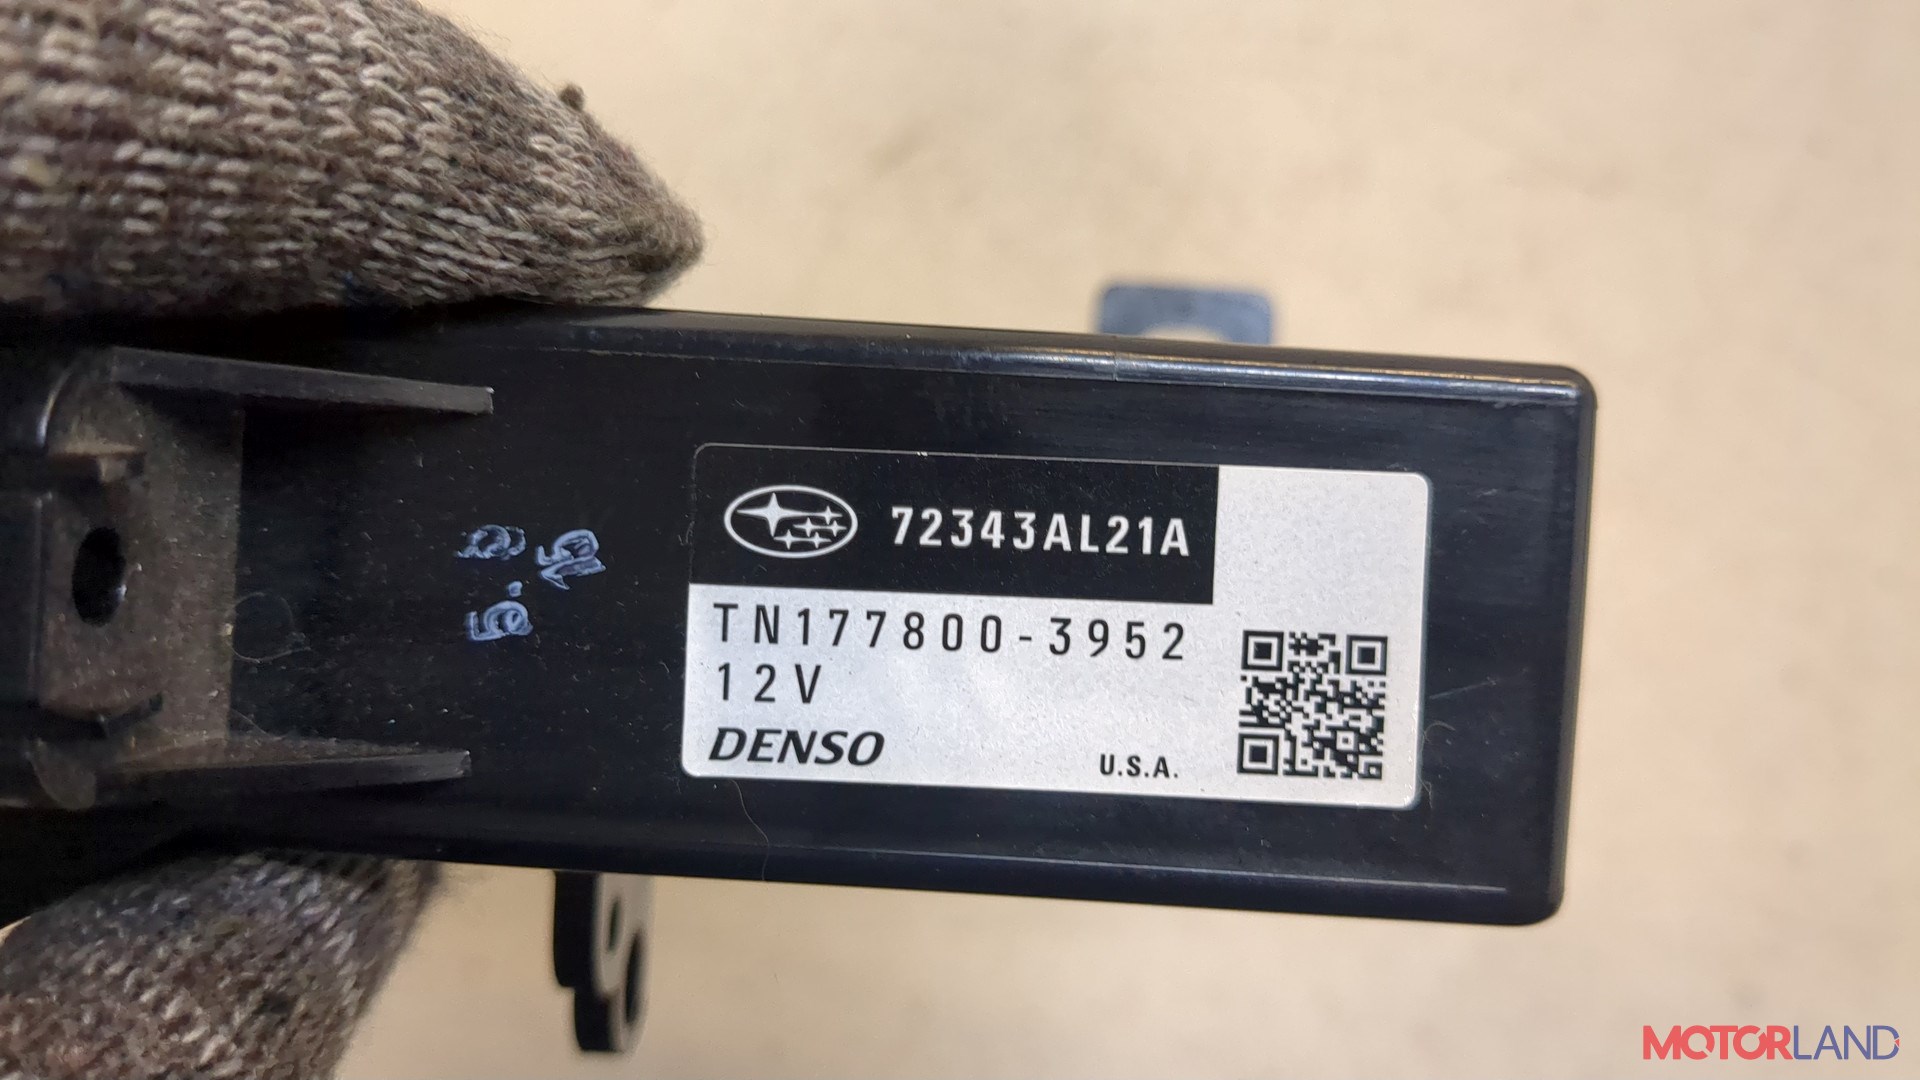 72343AL21A
TN177800-3952
12V
DENSO
U.S.A.
MOTORLAND